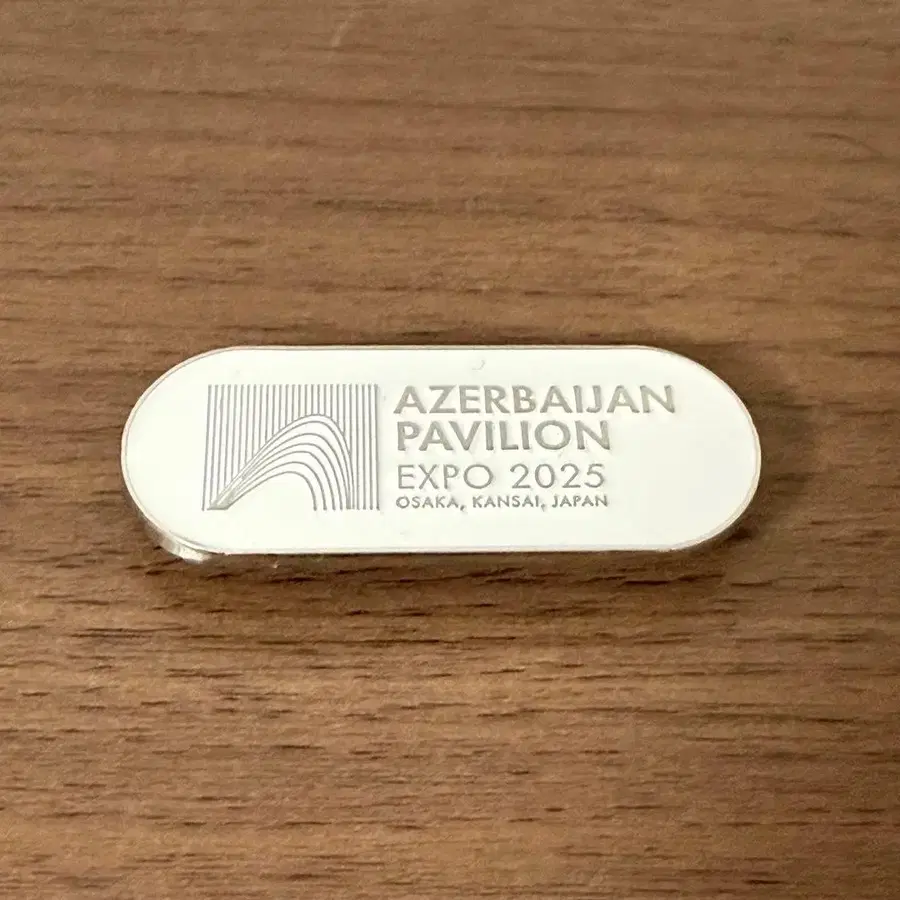 AZERBAIJAN
PAVILION
EXPO 2025
OSAKA, KANSAI, JAPAN